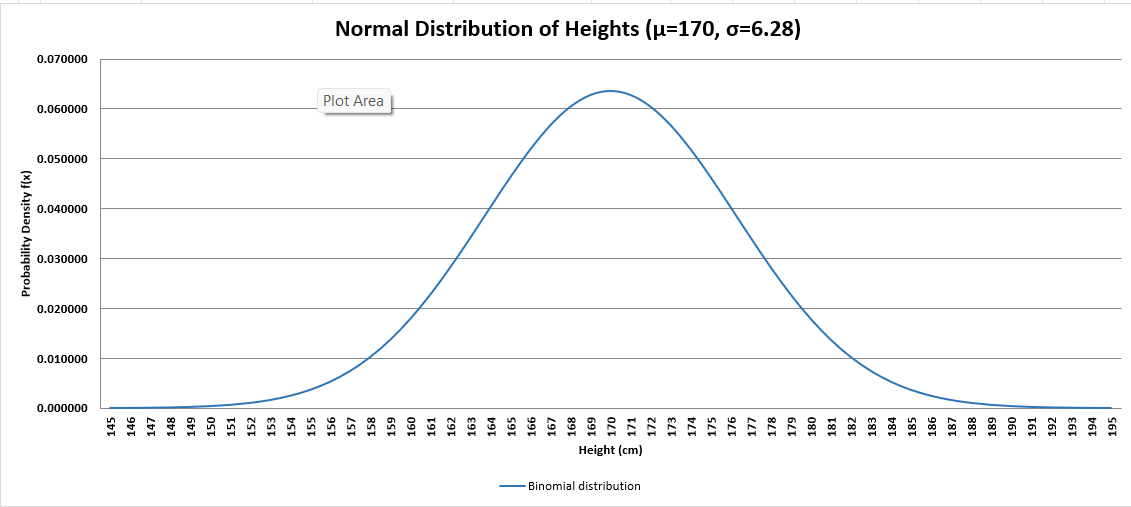 Normal Distribution of Heights (μ=170, σ=6.28)
0.070000
Plot Area
0.060000
0.050000
0.040000
0.030000
0.020000
0.010000
0.000000
Probability Density f(x)
145 146 147 148 149 150 151 152 153 154 155 156 157 158 159 160 161 162 163 164 165 166 167 168 169 170 171 172 173 174 175 176 177 178 179 180 181 182 183 184 185 186 187 188 189 190 191 192 193 194 195
Height (cm)
Binomial distribution